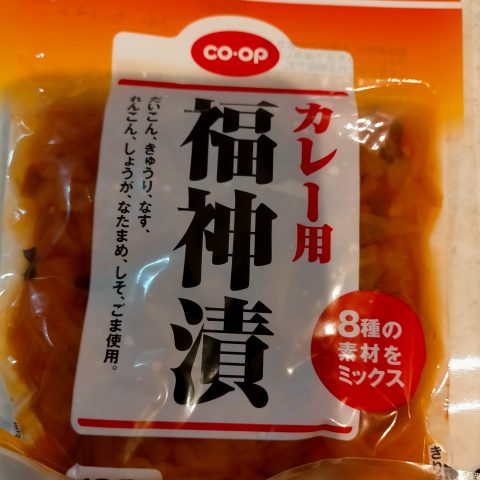 CO·OP
カレー用
福神漬
だいこん、きゅうり、なす、
れんこん、しょうが、なたまめ、しそ、ごま使用。
8種の
素材を
ミックス